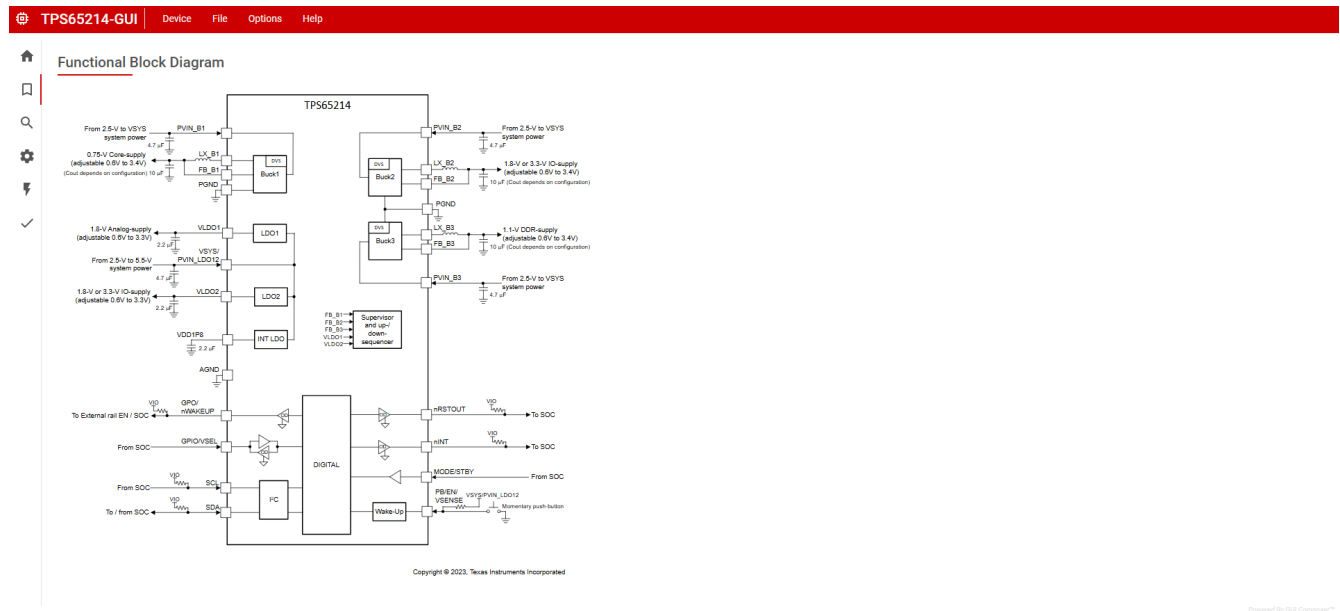 TPS65214-GUI
Device
File
Options
Help
Functional Block Diagram
TPS65214
From 2.5-V to VSYS
system power
PVIN_B1
4.7 µF
0.75-V Core-supply
(adjustable 0.6V to 3.4V)
(Cout depends on configuration) 10 µF
LX_B1
FB_B1
PGND
DVS
Buck1
1.8-V Analog-supply
(adjustable 0.6V to 3.3V)
VLDO1
2.2 µF
LDO1
From 2.5-V to 5.5-V
system power
VSYS/
PVIN_LDO12
4.7 µF
1.8-V or 3.3-V IO-supply
(adjustable 0.6V to 3.3V)
VLDO2
2.2 µF
LDO2
VDD1P8
2.2 µF
INT LDO
AGND
PVIN_B2
From 2.5-V to VSYS
system power
4.7 µF
DVS
Buck2
LX_B2
FB_B2
1.8-V or 3.3-V IO-supply
(adjustable 0.6V to 3.4V)
10 µF (Cout depends on configuration)
PGND
DVS
Buck3
LX_B3
FB_B3
1.1-V DDR-supply
(adjustable 0.6V to 3.4V)
10 µF (Cout depends on configuration)
PVIN_B3
From 2.5-V to VSYS
system power
4.7 µF
FB_B1
FB_B2
FB_B3
VLDO1
VLDO2
Supervisor
and up-/
down-
sequencer
To External rail EN / SOC
VIO
GPO/
nWAKEUP
From SOC
GPIO/VSEL
From SOC
VIO
SCL
To / from SOC
VIO
SDA
I²C
DIGITAL
nRSTOUT
VIO
To SOC
nINT
VIO
To SOC
MODE/STBY
From SOC
Wake-Up
PB/EN/
VSENSE
VSYS/PVIN_LDO12
Momentary push-button
Copyright © 2023, Texas Instruments Incorporated
Powered By GUI Composer™